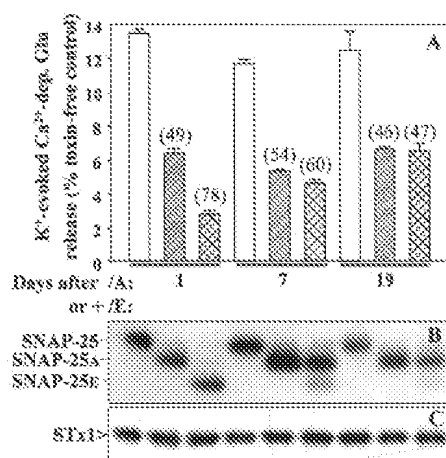 K⁺-evoked Ca²⁺-dep. Glu
release (% toxin-free control)
A
14
12
10
8
6
4
2
0
(49)
(78)
(54)
(60)
(46)
(47)
Days after /A: 1 7 19
or + /E:
B
SNAP-25
SNAP-25A
SNAP-25E
C
STx1>